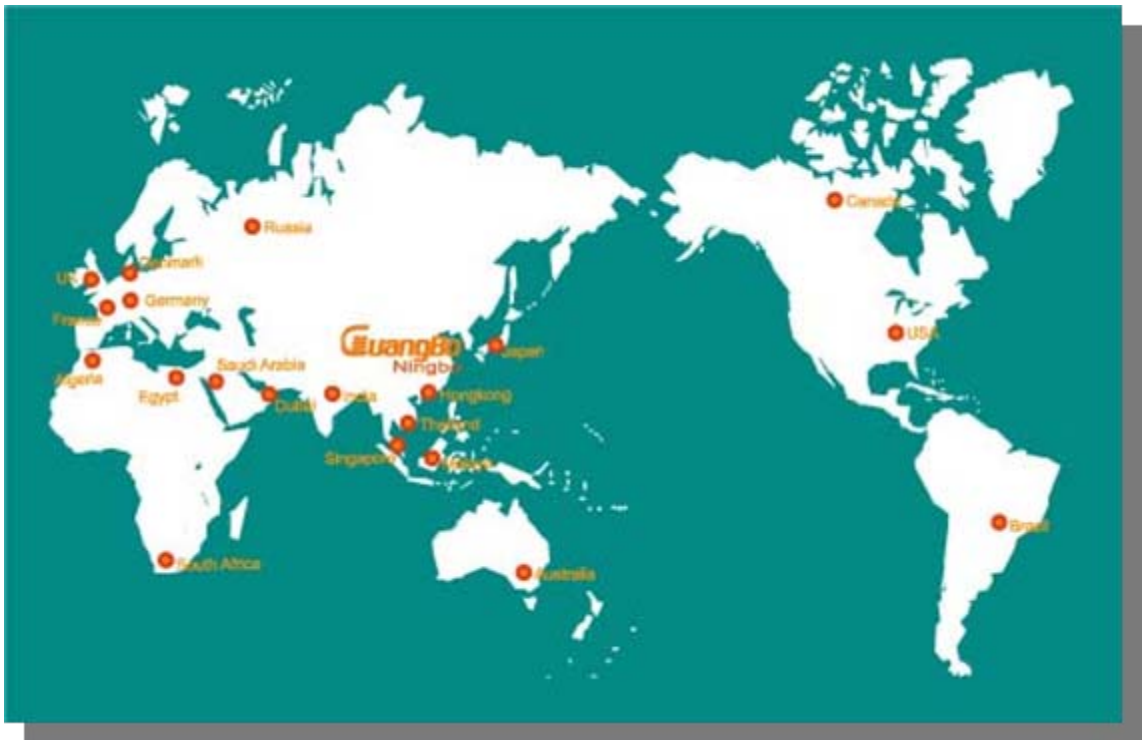 Canada
Russia
Denmark
UK
Germany
France
USA
GuangBo
Japan
Ningbo
Saudi Arabia
Algeria
Egypt
Dubai
India
Hongkong
Thailand
Singapore
Brazil
South Africa
Australia